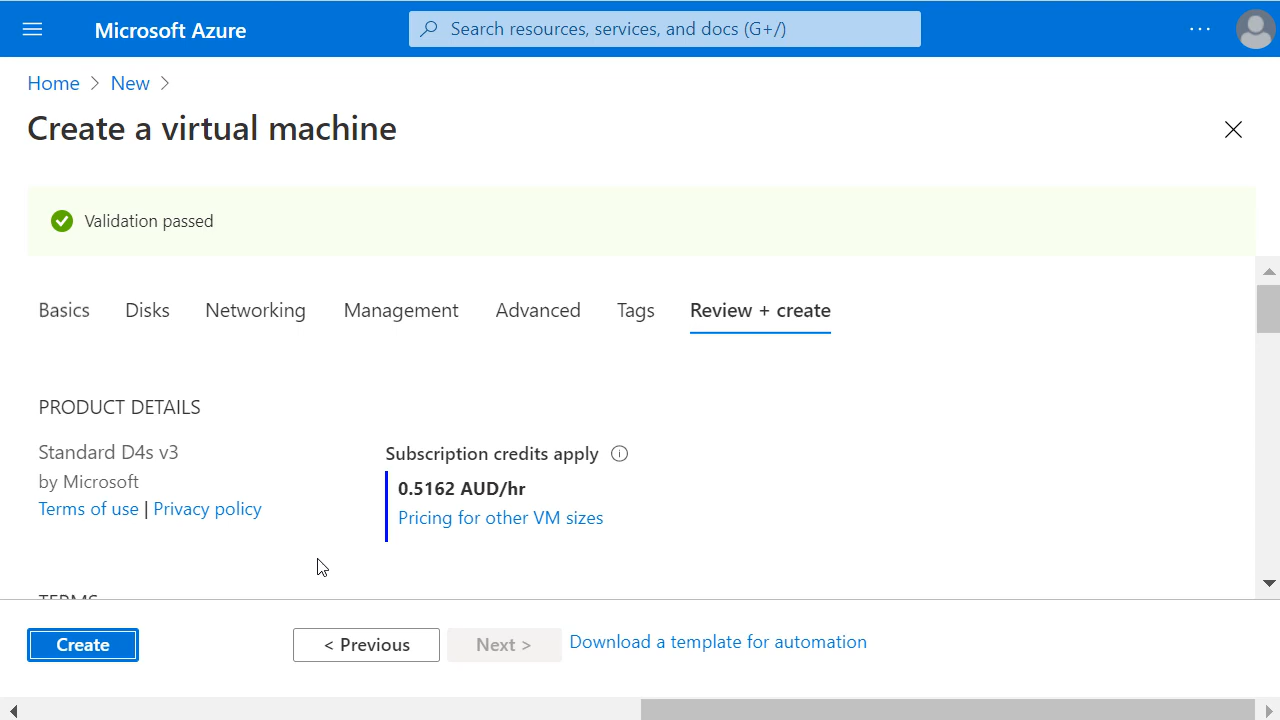 Microsoft Azure
Search resources, services, and docs (G+/)
...
Home > New >
Create a virtual machine
Validation passed
Basics Disks Networking Management Advanced Tags Review + create
PRODUCT DETAILS
Standard D4s v3
by Microsoft
Terms of use | Privacy policy
Subscription credits apply
0.5162 AUD/hr
Pricing for other VM sizes
TERMS
Create
< Previous
Next >
Download a template for automation